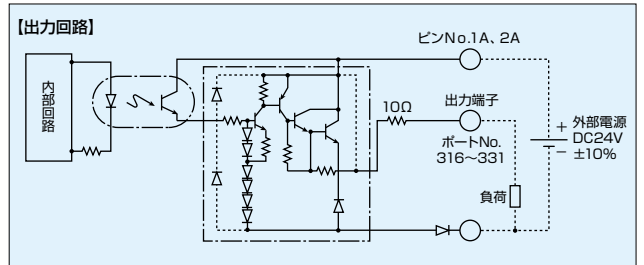 【出力回路】
ピンNo.1A、2A
内部回路
10Ω
出力端子
ポートNo.
316～331
負荷
＋
－
外部電源
DC24V
±10%